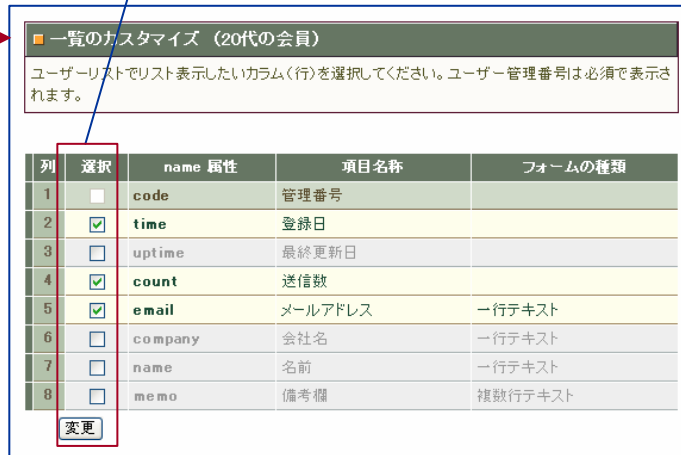 一覧のカスタマイズ (20代の会員)
ユーザーリストでリスト表示したいカラム(行)を選択してください。ユーザー管理番号は必須で表示さ
れます。
列 選択 name 属性 項目名称 フォームの種類
1 code 管理番号
2 time 登録日
3 uptime 最終更新日
4 count 送信数
5 email メールアドレス 一行テキスト
6 company 会社名 一行テキスト
7 name 名前 一行テキスト
8 memo 備考欄 複数行テキスト
変更